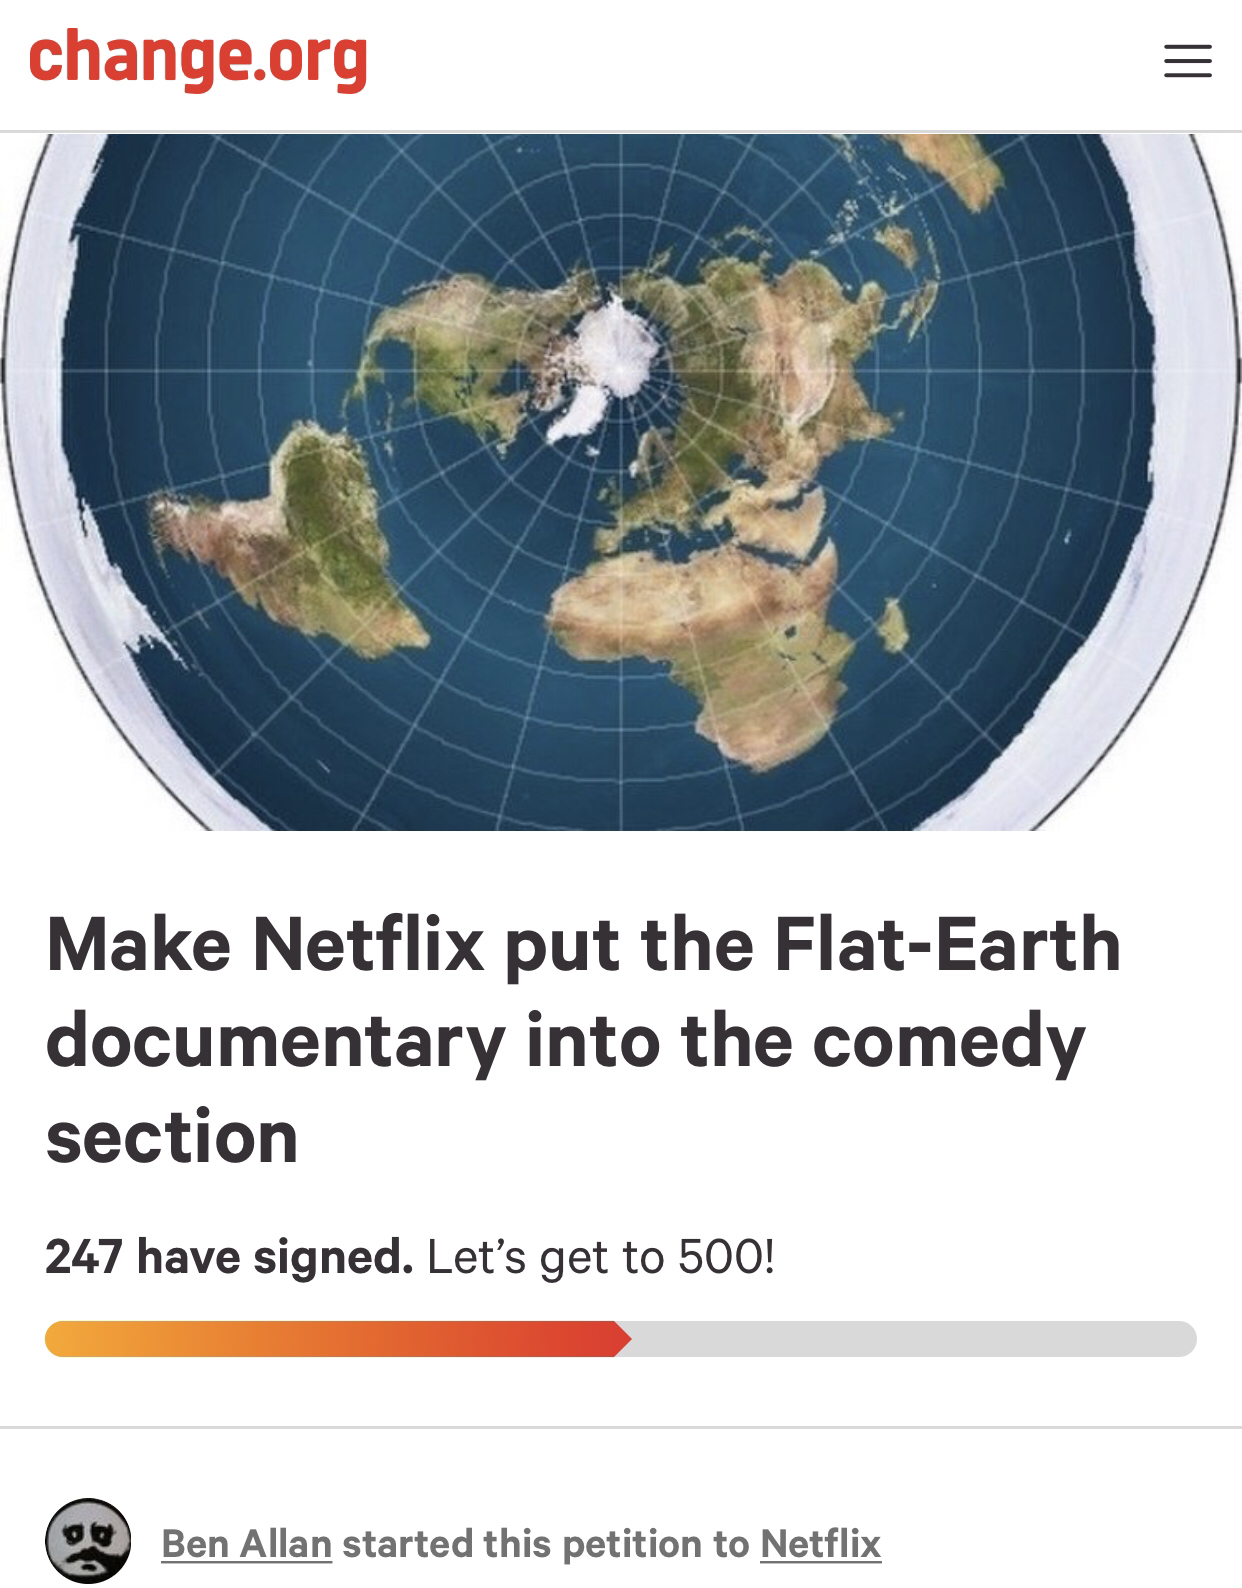 change.org
Make Netflix put the Flat-Earth
documentary into the comedy
section
247 have signed. Let’s get to 500!
Ben Allan started this petition to Netflix